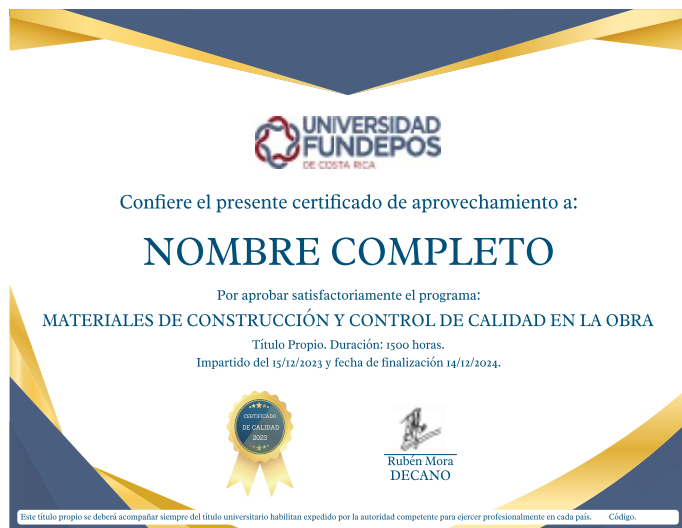 UNIVERSIDAD
FUNDEPOS
DE COSTA RICA
Confiere el presente certificado de aprovechamiento a:
NOMBRE COMPLETO
Por aprobar satisfactoriamente el programa:
MATERIALES DE CONSTRUCCIÓN Y CONTROL DE CALIDAD EN LA OBRA
Título Propio. Duración: 1500 horas.
Impartido del 15/12/2023 y fecha de finalización 14/12/2024.
CERTIFICADO
DE CALIDAD
2023
Rubén Mora
DECANO
Este título propio se deberá acompañar siempre del título universitario habilitan expedido por la autoridad competente para ejercer profesionalmente en cada país. Código.